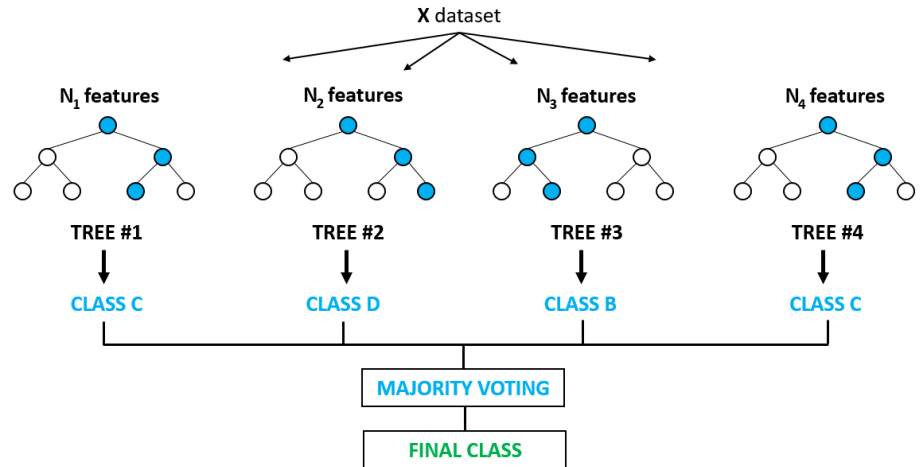 X dataset
N₁ features
N₂ features
N₃ features
N₄ features
TREE #1
TREE #2
TREE #3
TREE #4
CLASS C
CLASS D
CLASS B
CLASS C
MAJORITY VOTING
FINAL CLASS